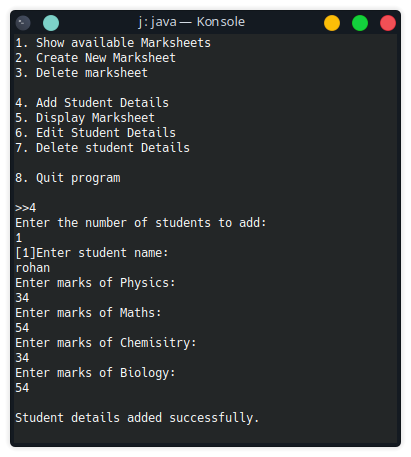 j : java — Konsole
1. Show available Marksheets
2. Create New Marksheet
3. Delete marksheet
4. Add Student Details
5. Display Marksheet
6. Edit Student Details
7. Delete student Details
8. Quit program
>>4
Enter the number of students to add:
1
[1]Enter student name:
rohan
Enter marks of Physics:
34
Enter marks of Maths:
54
Enter marks of Chemisitry:
34
Enter marks of Biology:
54
Student details added successfully.